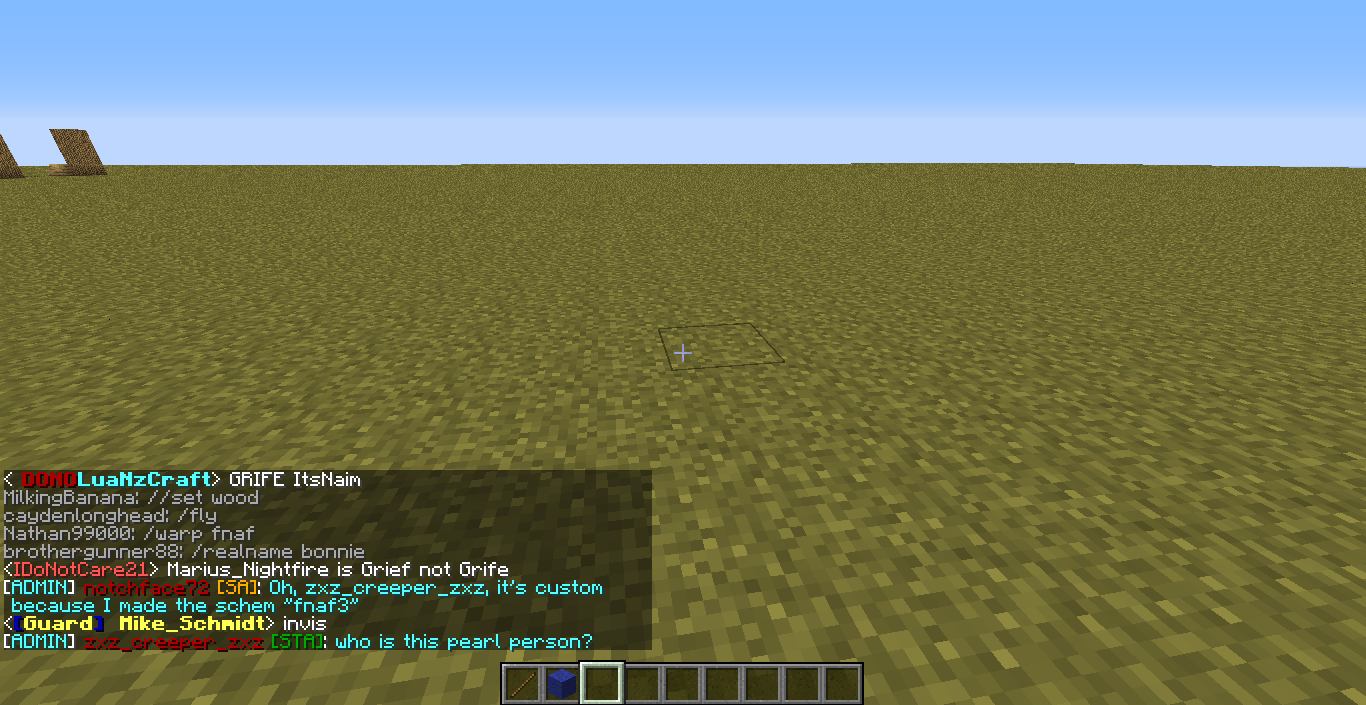 < DOMOLuaNzCraft> GRIFE ItsNaim
MilkingBanana: //set wood
caydenlonghead: /fly
Nathan99000: /warp fnaf
brothergunner88: /realname bonnie
<IDoNotCare21> Marius_Nightfire is Grief not Grife
[ADMIN] notchface72 [SA]: Oh, zxz_creeper_zxz, it's custom
because I made the schem "fnaf3"
<[Guard] Mike_Schmidt> invis
[ADMIN] zxz_creeper_zxz [STA]: who is this pearl person?